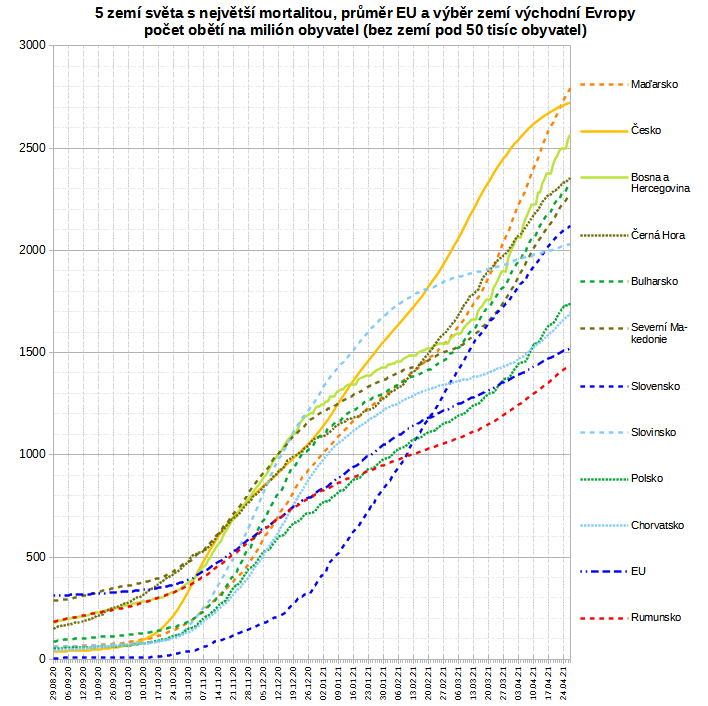 5 zemí světa s největší mortalitou, průměr EU a výběr zemí východní Evropy
počet obětí na milión obyvatel (bez zemí pod 50 tisíc obyvatel)
3000
2500
2000
1500
1000
500
0
Maďarsko
Česko
Bosna a
Hercegovina
Černá Hora
Bulharsko
Severní Ma-
kedonie
Slovensko
Slovinsko
Polsko
Chorvatsko
EU
Rumunsko
29.08.20
05.09.20
12.09.20
19.09.20
26.09.20
03.10.20
10.10.20
17.10.20
24.10.20
31.10.20
07.11.20
14.11.20
21.11.20
28.11.20
05.12.20
12.12.20
19.12.20
26.12.20
02.01.21
09.01.21
16.01.21
23.01.21
30.01.21
06.02.21
13.02.21
20.02.21
27.02.21
06.03.21
13.03.21
20.03.21
27.03.21
03.04.21
10.04.21
17.04.21
24.04.21